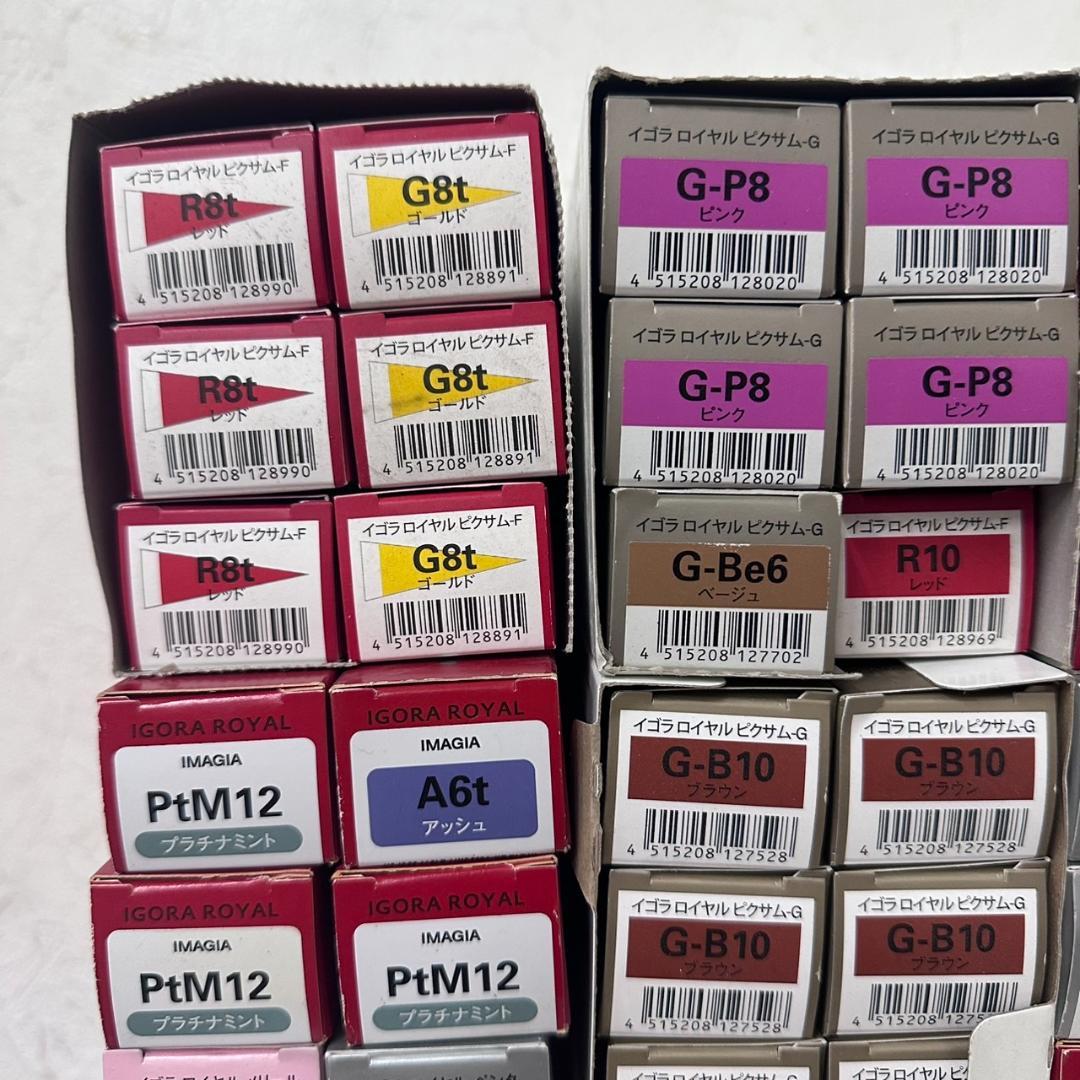 イゴラ ロイヤル ピクサム-F
R8t
レッド
4 515208 128990
イゴラ ロイヤル ピクサム-F
G8t
ゴールド
4 515208 128891
イゴラ ロイヤル ピクサム-F
R8t
レッド
4 515208 128990
イゴラ ロイヤル ピクサム-F
G8t
ゴールド
4 515208 128891
イゴラ ロイヤル ピクサム-F
R8t
レッド
4 515208 128990
イゴラ ロイヤル ピクサム-F
G8t
ゴールド
4 515208 128891
IGORA ROYAL
IMAGIA
PtM12
プラチナミント
IGORA ROYAL
IMAGIA
A6t
アッシュ
IGORA ROYAL
IMAGIA
PtM12
プラチナミント
IGORA ROYAL
IMAGIA
PtM12
プラチナミント
イゴラ ロイヤル ピクサム-G
G-P8
ピンク
4 515208 128020
イゴラ ロイヤル ピクサム-G
G-P8
ピンク
4 515208 128020
イゴラ ロイヤル ピクサム-G
G-P8
ピンク
4 515208 128020
イゴラ ロイヤル ピクサム-G
G-P8
ピンク
4 515208 128020
イゴラ ロイヤル ピクサム-G
G-Be6
ベージュ
4 515208 127702
イゴラ ロイヤル ピクサム-F
R10
レッド
4 515208 128969
イゴラ ロイヤル ピクサム-G
G-B10
ブラウン
4 515208 127528
イゴラ ロイヤル ピクサム-G
G-B10
ブラウン
4 515208 127528
イゴラ ロイヤル ピクサム-G
G-B10
ブラウン
4 515208 127528
イゴラ ロイヤル ピクサム-G
G-B10
ブラウン
4 515208 127528
イゴラ ロイヤル ピクサム-G